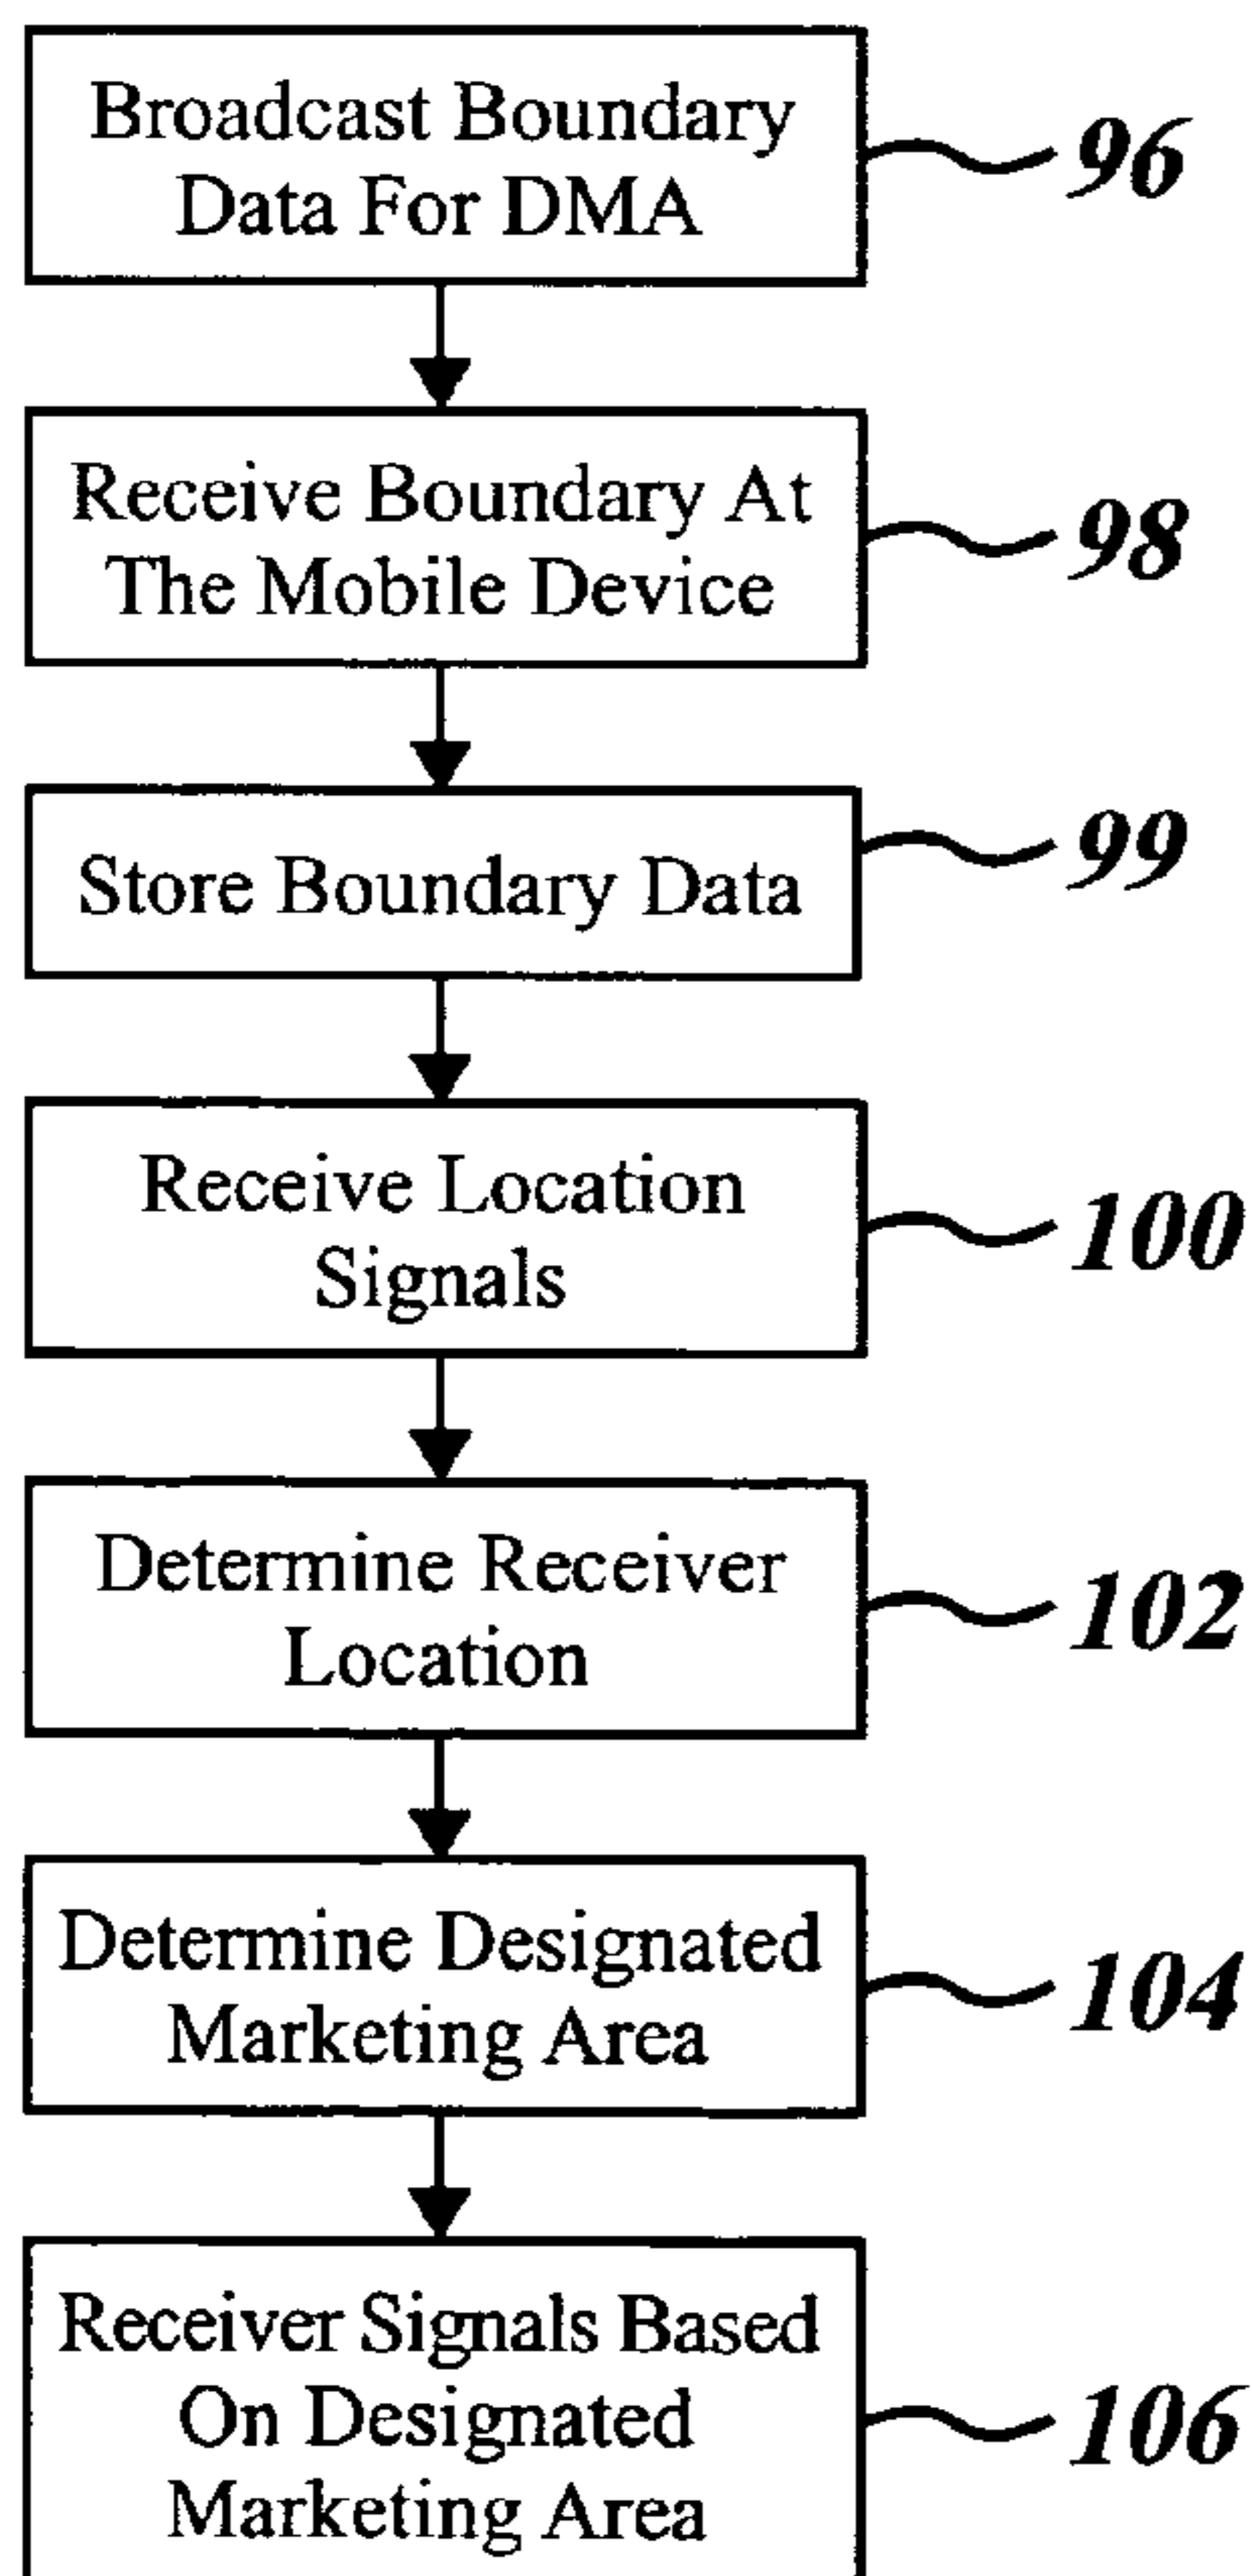 Broadcast Boundary
Data For DMA
96
Receive Boundary At
The Mobile Device
98
Store Boundary Data
99
Receive Location
Signals
100
Determine Receiver
Location
102
Determine Designated
Marketing Area
104
Receiver Signals Based
On Designated
Marketing Area
106